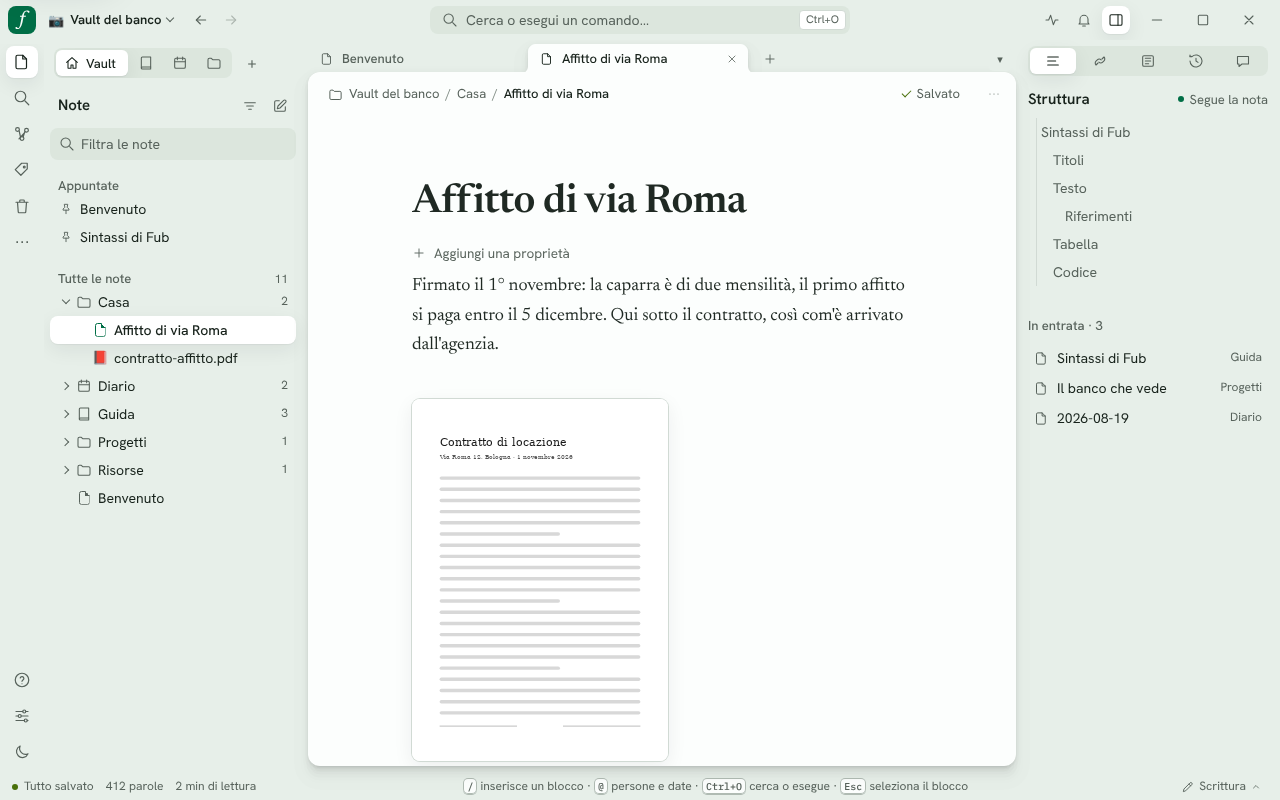 Vault del banco
Cerca o esegui un comando...
Ctrl+O
Vault
Note
Filtra le note
Appuntate
Benvenuto
Sintassi di Fub
Tutte le note 11
Casa 2
Affitto di via Roma
contratto-affitto.pdf
Diario 2
Guida 3
Progetti 1
Risorse 1
Benvenuto
Benvenuto
Affitto di via Roma
Vault del banco / Casa / Affitto di via Roma
Salvato
Affitto di via Roma
Aggiungi una proprietà
Firmato il 1° novembre: la caparra è di due mensilità, il primo affitto
si paga entro il 5 dicembre. Qui sotto il contratto, così com'è arrivato
dall'agenzia.
Contratto di locazione
Via Roma 12, Bologna · 1 novembre 2026
Struttura
Segue la nota
Sintassi di Fub
Titoli
Testo
Riferimenti
Tabella
Codice
In entrata · 3
Sintassi di Fub Guida
Il banco che vede Progetti
2026-08-19 Diario
Tutto salvato 412 parole 2 min di lettura
/ inserisce un blocco · @ persone e date · Ctrl+O cerca o esegue · Esc seleziona il blocco
Scrittura